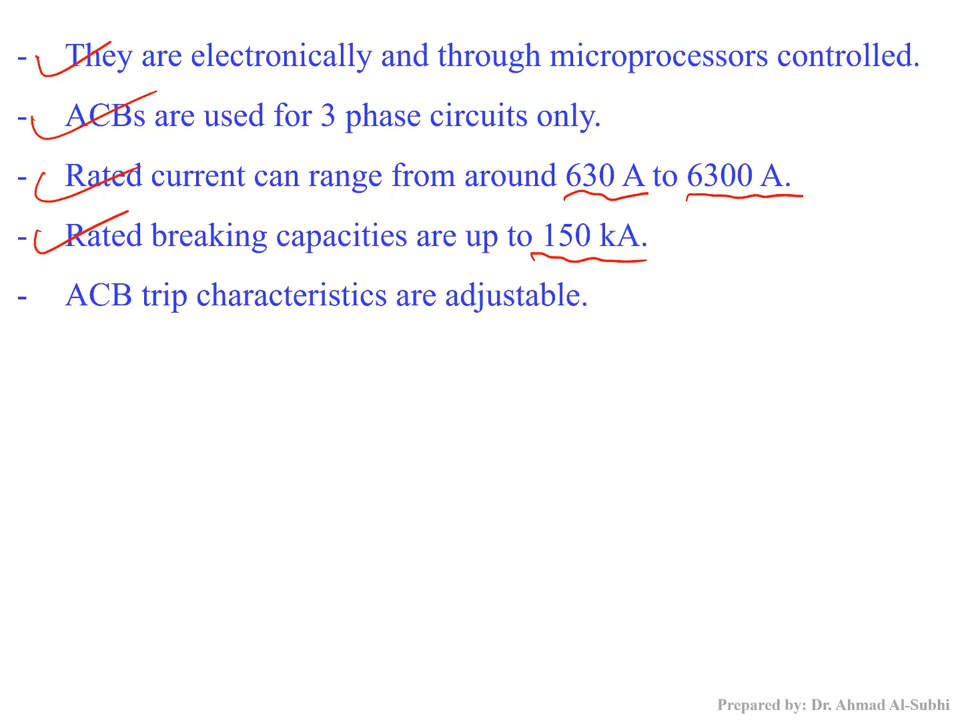 - They are electronically and through microprocessors controlled.
- ACBs are used for 3 phase circuits only.
- Rated current can range from around 630 A to 6300 A.
- Rated breaking capacities are up to 150 kA.
- ACB trip characteristics are adjustable.
Prepared by: Dr. Ahmad Al-Subhi